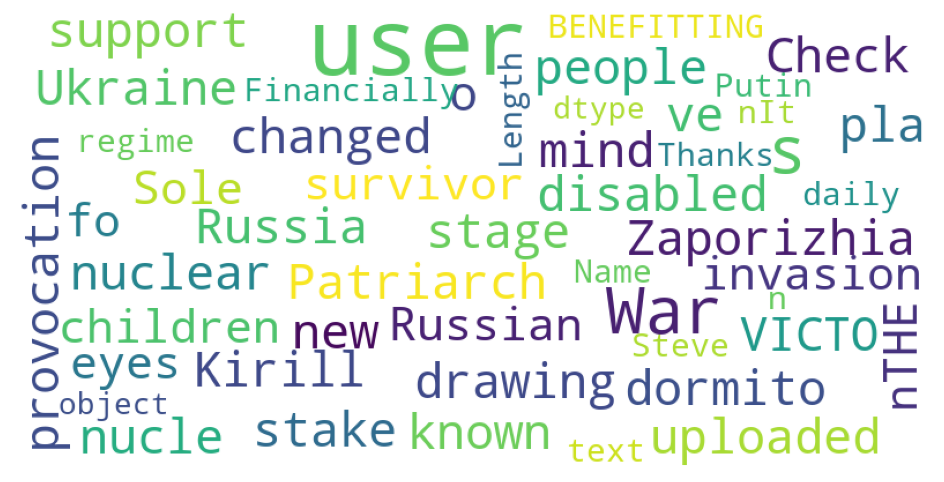 support
user
BENEFITTING
Check
Ukraine
Financially
o
Length
people
Putin
dtype
ve
nIt
pla
regime
changed
mind
Thanks
s
provocation
Sole
survivor
disabled
daily
fo
Russia
stage
Zaporizhia
nuclear
Patriarch
Name
invasion
children
new
Russian
War
n
VICTO
nTHE
Steve
eyes
Kirill
drawing
dormito
object
nucle
stake
known
text
uploaded